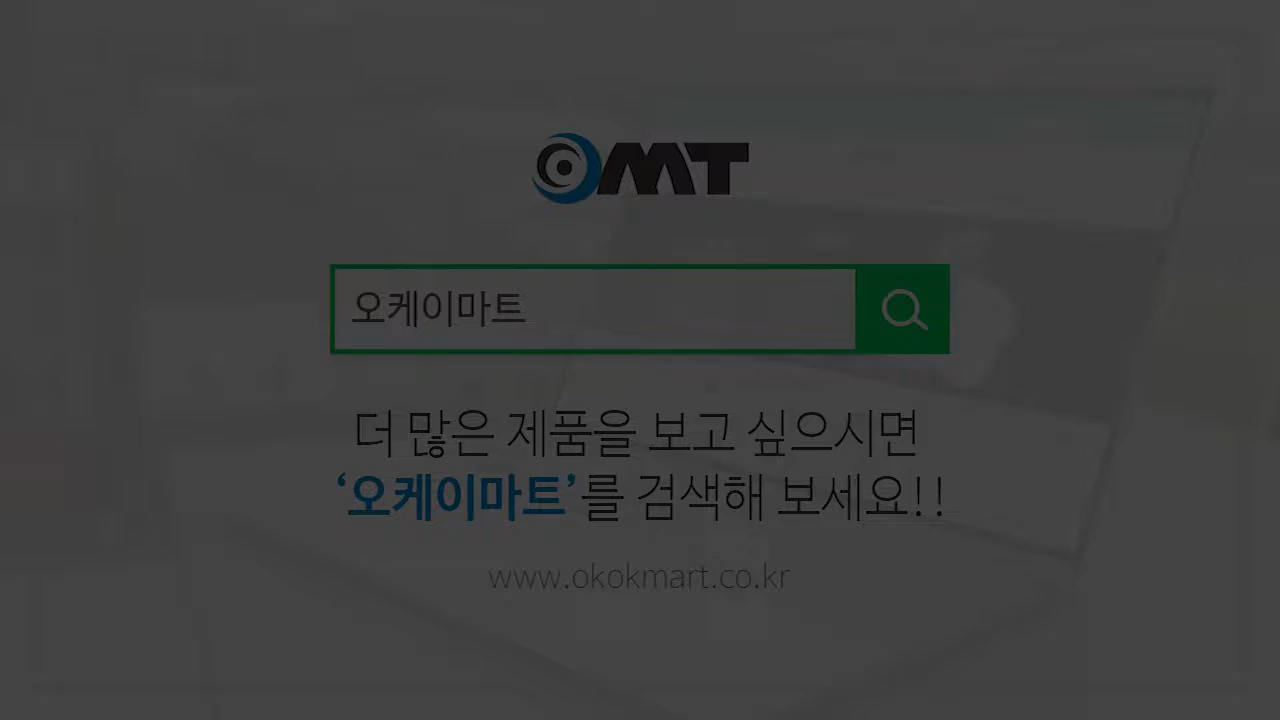 OMT
오케이마트
더 많은 제품을 보고 싶으시면
‘오케이마트’를 검색해 보세요!!
www.okokmart.co.kr